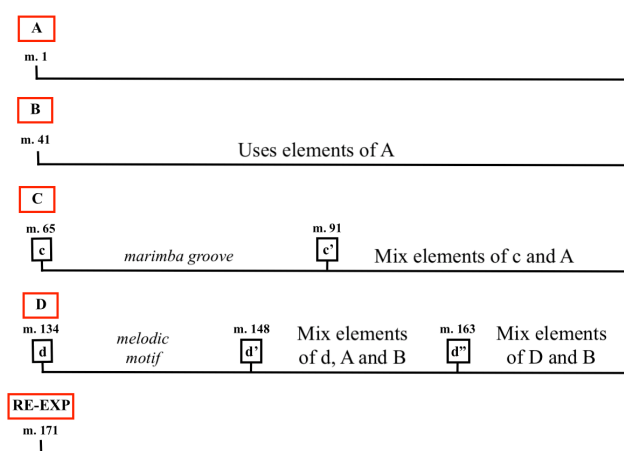 A
m. 1
B
m. 41
Uses elements of A
C
m. 65
m. 91
c
marimba groove
c’
Mix elements of c and A
D
m. 134
melodic
motif
m. 148
Mix elements
of d, A and B
m. 163
Mix elements
of D and B
d
d’
d”
RE-EXP
m. 171